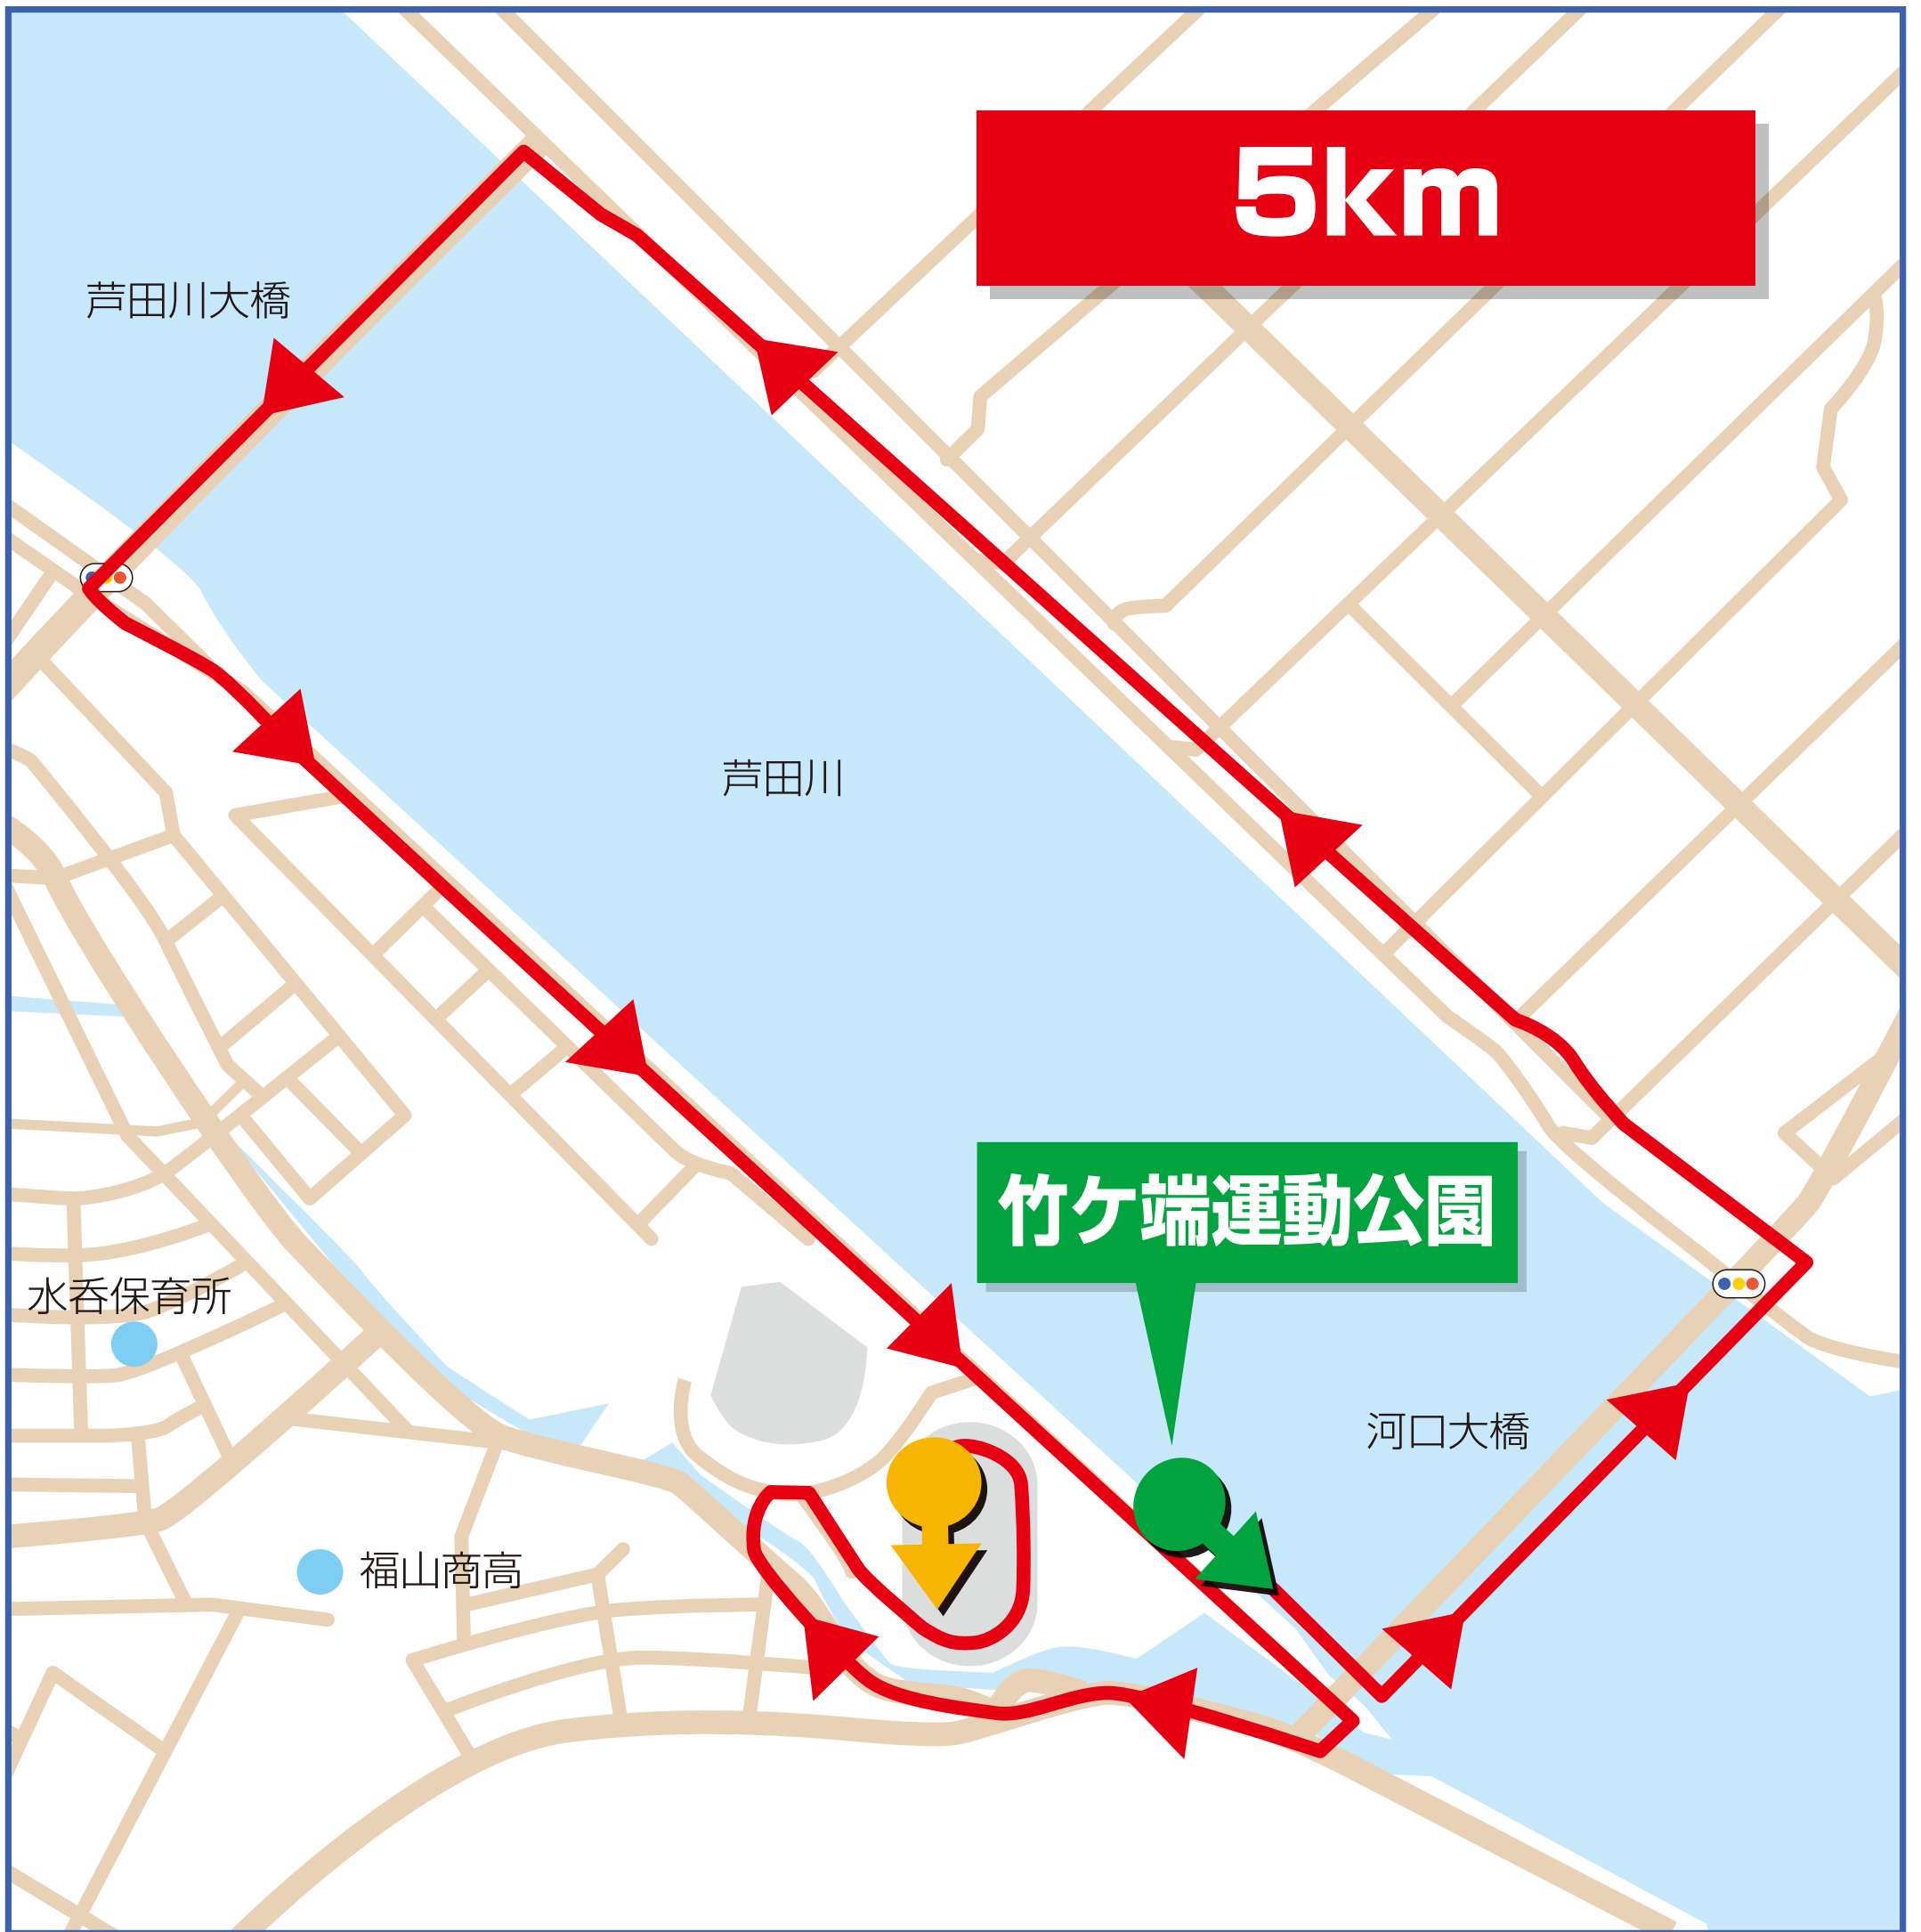 5km
芦田川大橋
芦田川
竹ケ端運動公園
水呑保育所
河口大橋
福山商高